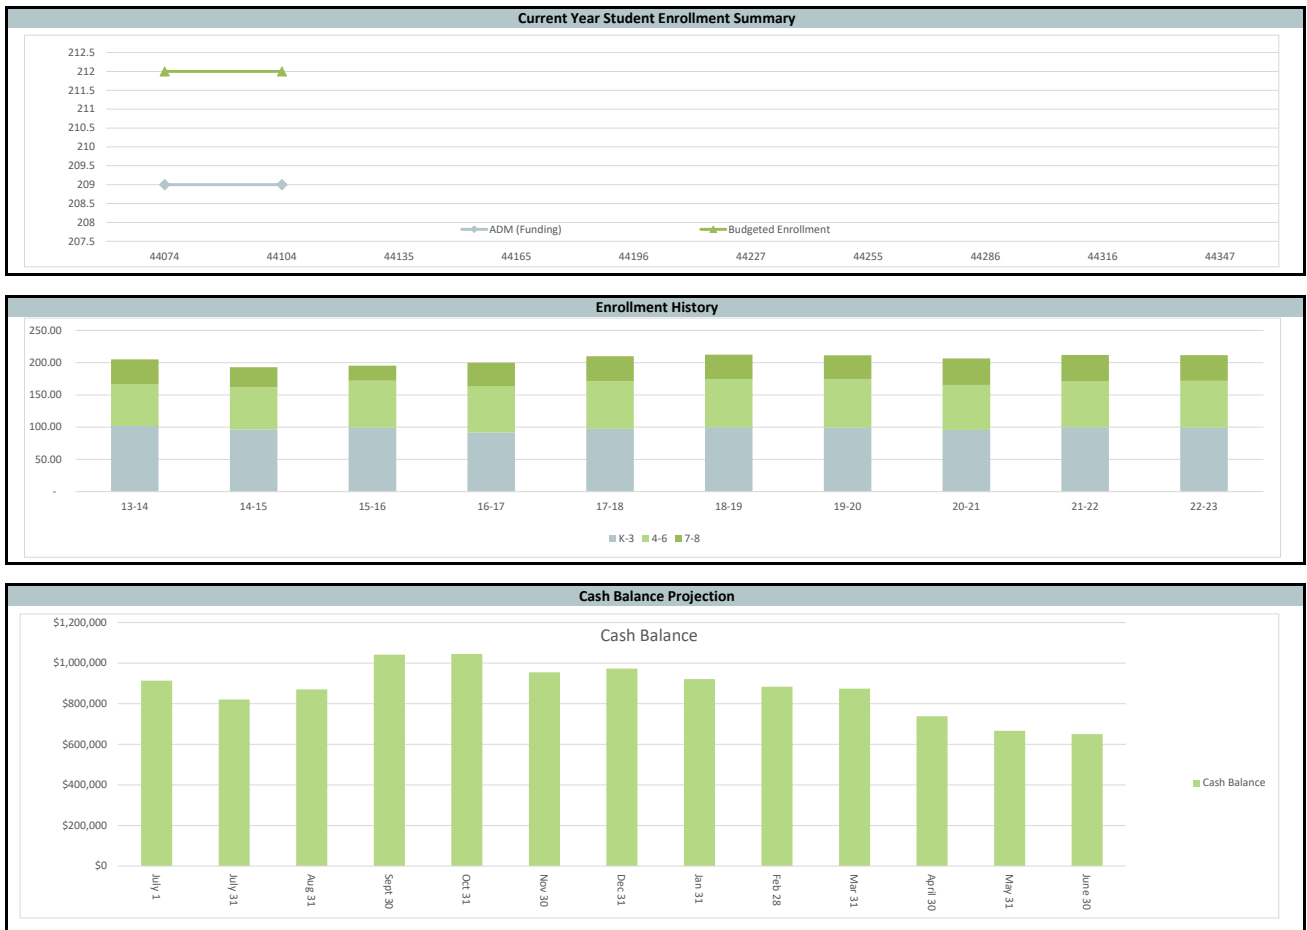 Current Year Student Enrollment Summary
212.5
212
211.5
211
210.5
210
209.5
209
208.5
208
207.5
ADM (Funding) Budgeted Enrollment
44074 44104 44135 44165 44196 44227 44255 44286 44316 44347
Enrollment History
250.00
200.00
150.00
100.00
50.00
-
13-14 14-15 15-16 16-17 17-18 18-19 19-20 20-21 21-22 22-23
K-3 4-6 7-8
Cash Balance Projection
Cash Balance
$1,200,000
$1,000,000
$800,000
$600,000
$400,000
$200,000
$0
July 1 July 31 Aug 31 Sept 30 Oct 31 Nov 30 Dec 31 Jan 31 Feb 28 Mar 31 April 30 May 31 June 30
Cash Balance